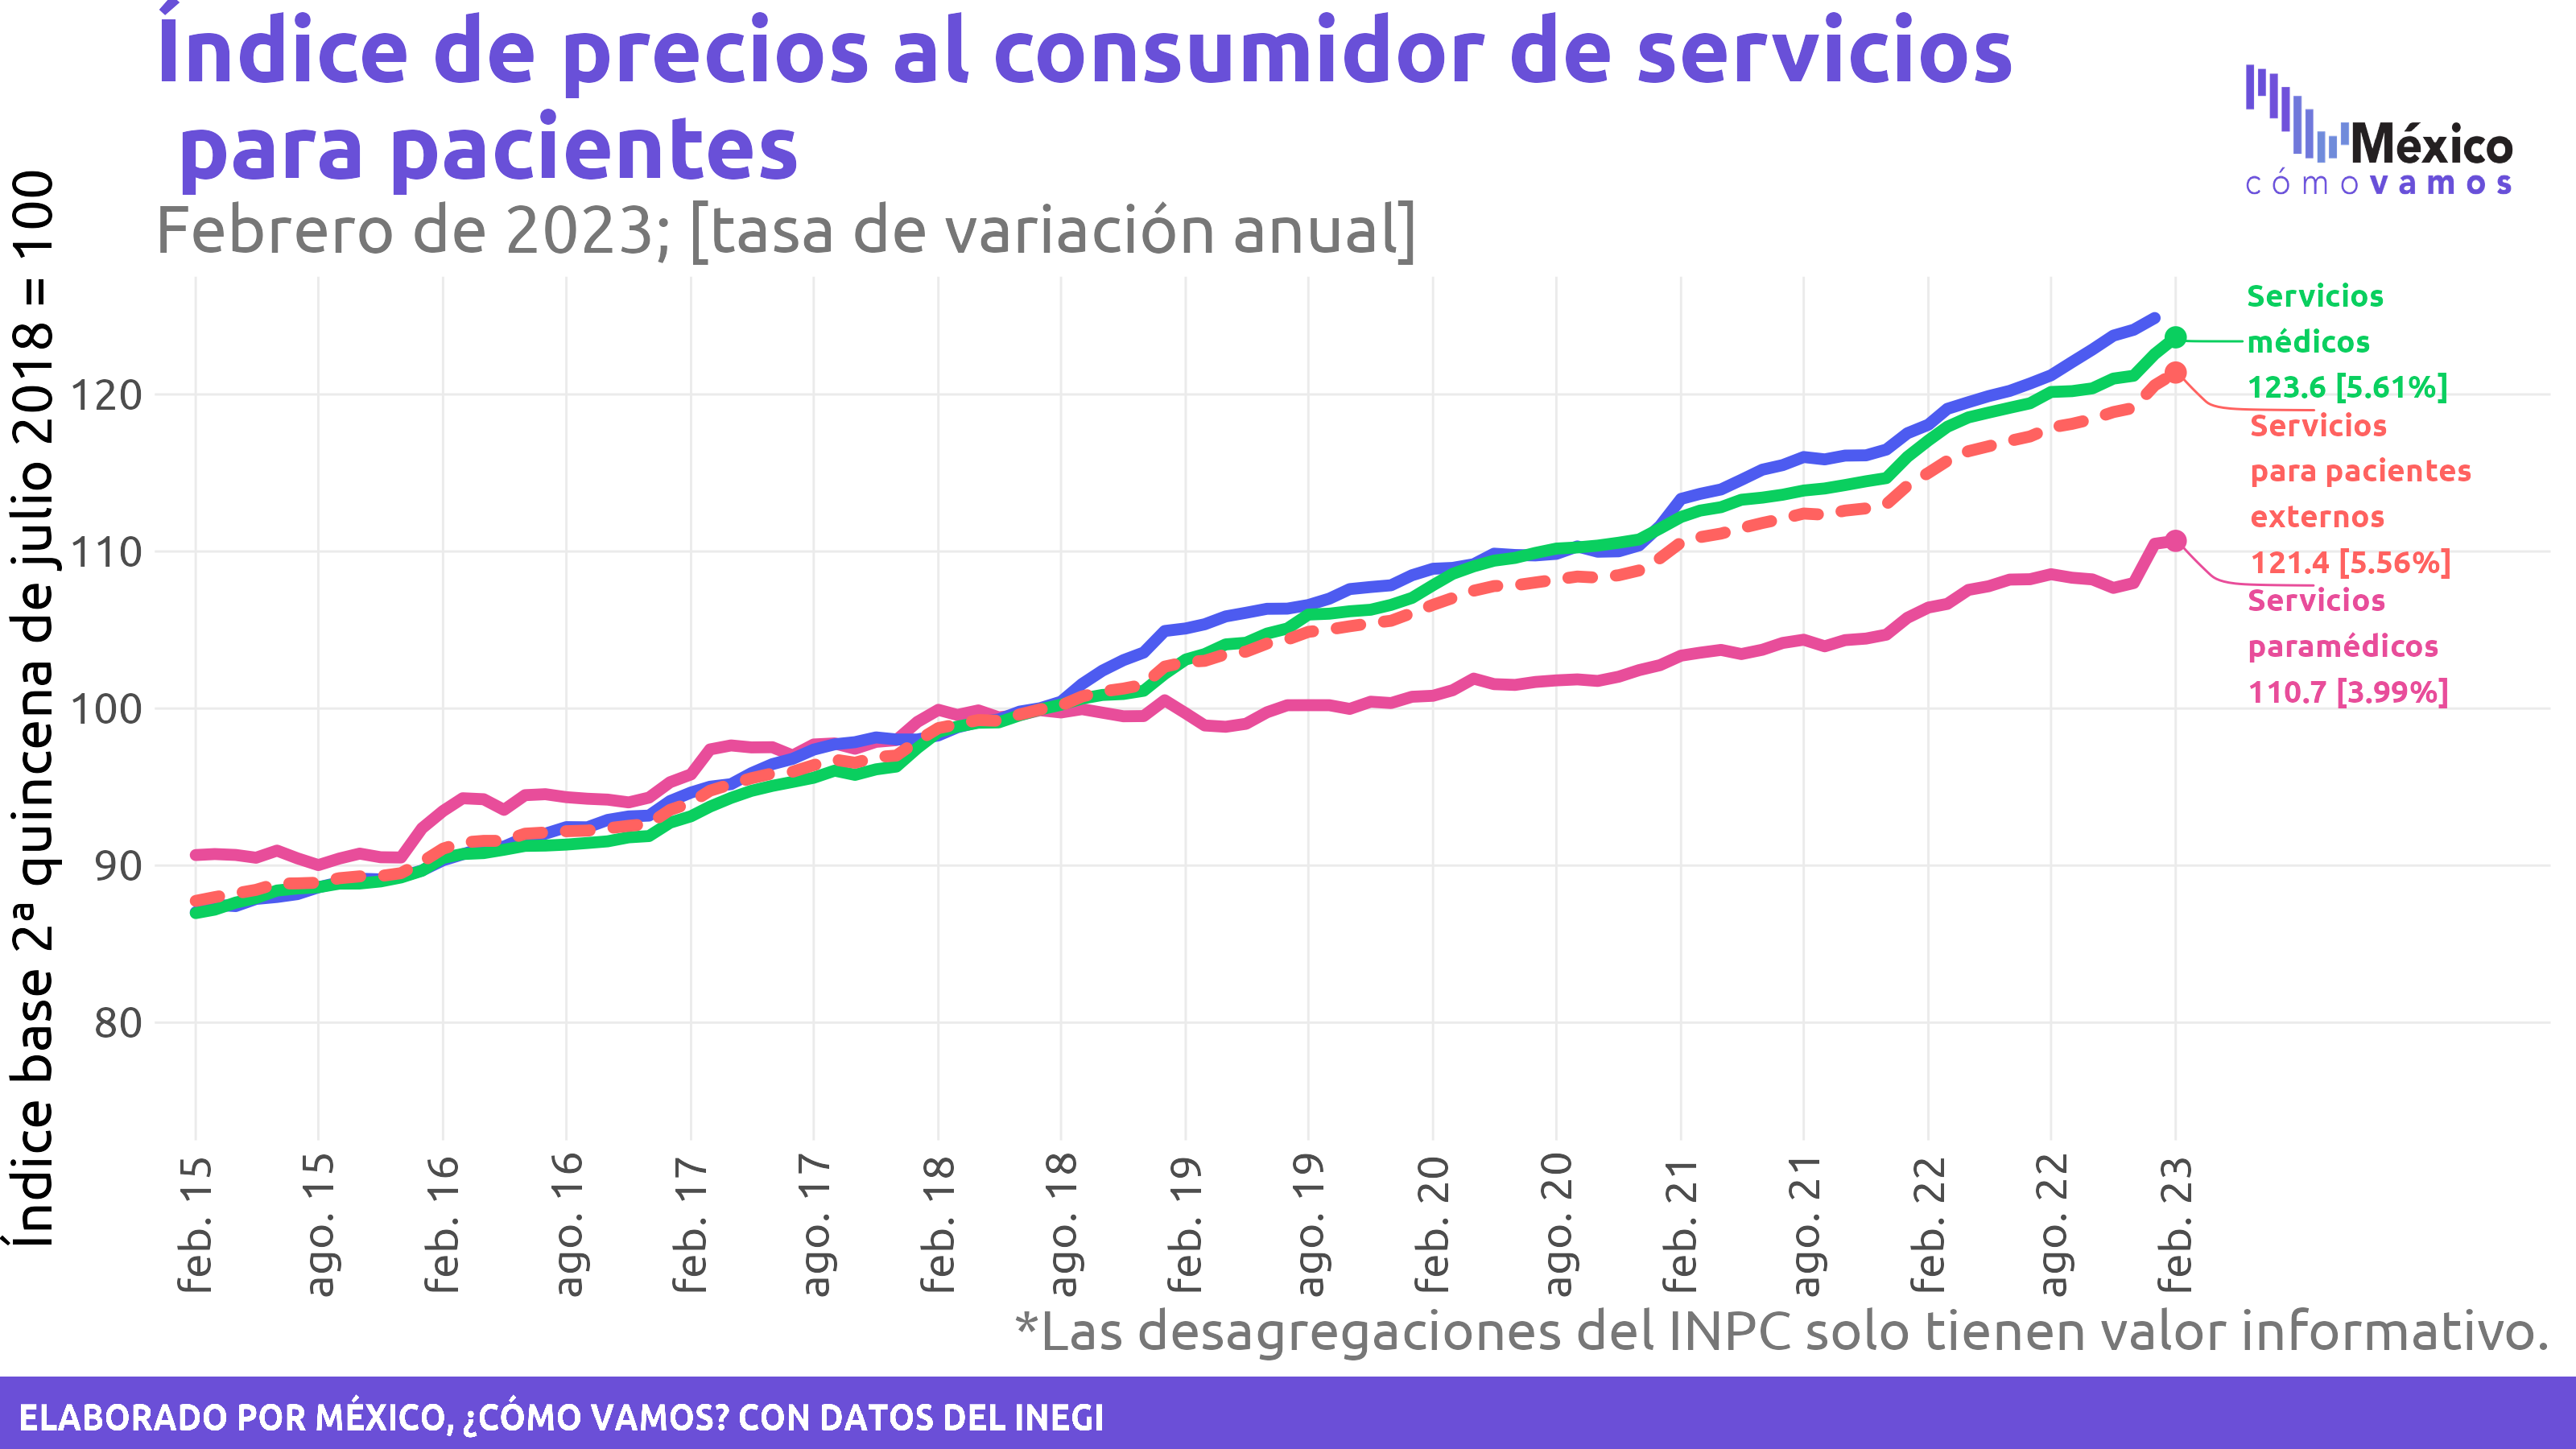 Índice de precios al consumidor de servicios
para pacientes
Febrero de 2023; [tasa de variación anual]
México
cómo vamos
Índice base 2ª quincena de julio 2018 = 100
120
110
100
90
80
Servicios
médicos
123.6 [5.61%]
Servicios
para pacientes
externos
121.4 [5.56%]
Servicios
paramédicos
110.7 [3.99%]
feb. 15
ago. 15
feb. 16
ago. 16
feb. 17
ago. 17
feb. 18
ago. 18
feb. 19
ago. 19
feb. 20
ago. 20
feb. 21
ago. 21
feb. 22
ago. 22
feb. 23
*Las desagregaciones del INPC solo tienen valor informativo.
ELABORADO POR MÉXICO, ¿CÓMO VAMOS? CON DATOS DEL INEGI